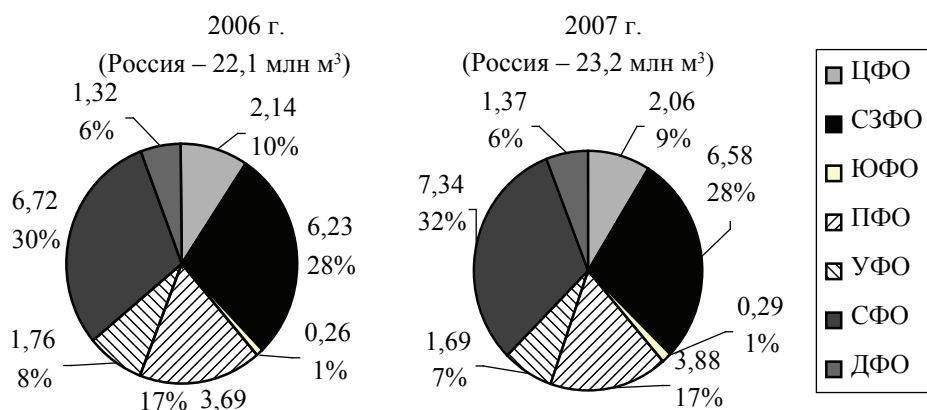 2006 г.
(Россия – 22,1 млн м³)
1,32
6%
2,14
10%
6,72
30%
6,23
28%
1,76
8%
0,26
1%
17% 3,69
2007 г.
(Россия – 23,2 млн м³)
1,37
6%
2,06
9%
7,34
32%
6,58
28%
1,69
7%
0,29
1%
3,88
17%
ЦФО
СЗФО
ЮФО
ПФО
УФО
СФО
ДФО